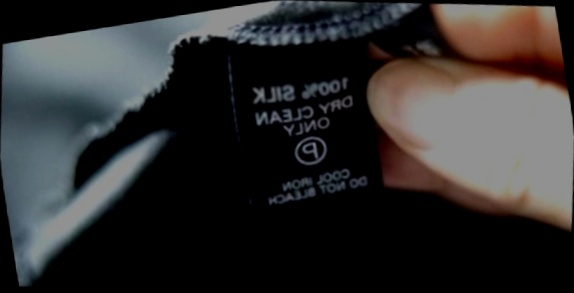 100% SILK
DRY CLEAN
ONLY
P
COOL IRON
DO NOT BLEACH